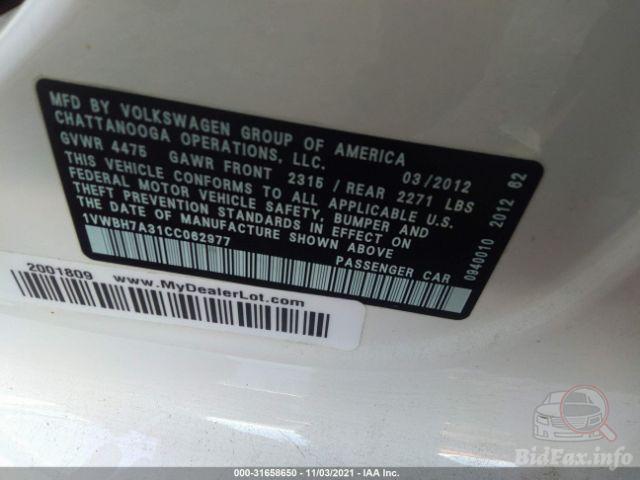 MFD BY VOLKSWAGEN GROUP OF AMERICA
CHATTANOOGA OPERATIONS, LLC.
03/2012
GVWR 4475 GAWR FRONT 2315 / REAR 2271 LBS
THIS VEHICLE CONFORMS TO ALL APPLICABLE U.S.
FEDERAL MOTOR VEHICLE SAFETY, BUMPER AND
THEFT PREVENTION STANDARDS IN EFFECT ON
THE DATE OF MANUFACTURE SHOWN ABOVE.
1VWBH7A31CC062977
PASSENGER CAR
0940010 2012 62
2001809
www.MyDealerLot.com
BidFax.info
000-31658650 - 11/03/2021 - IAA Inc.